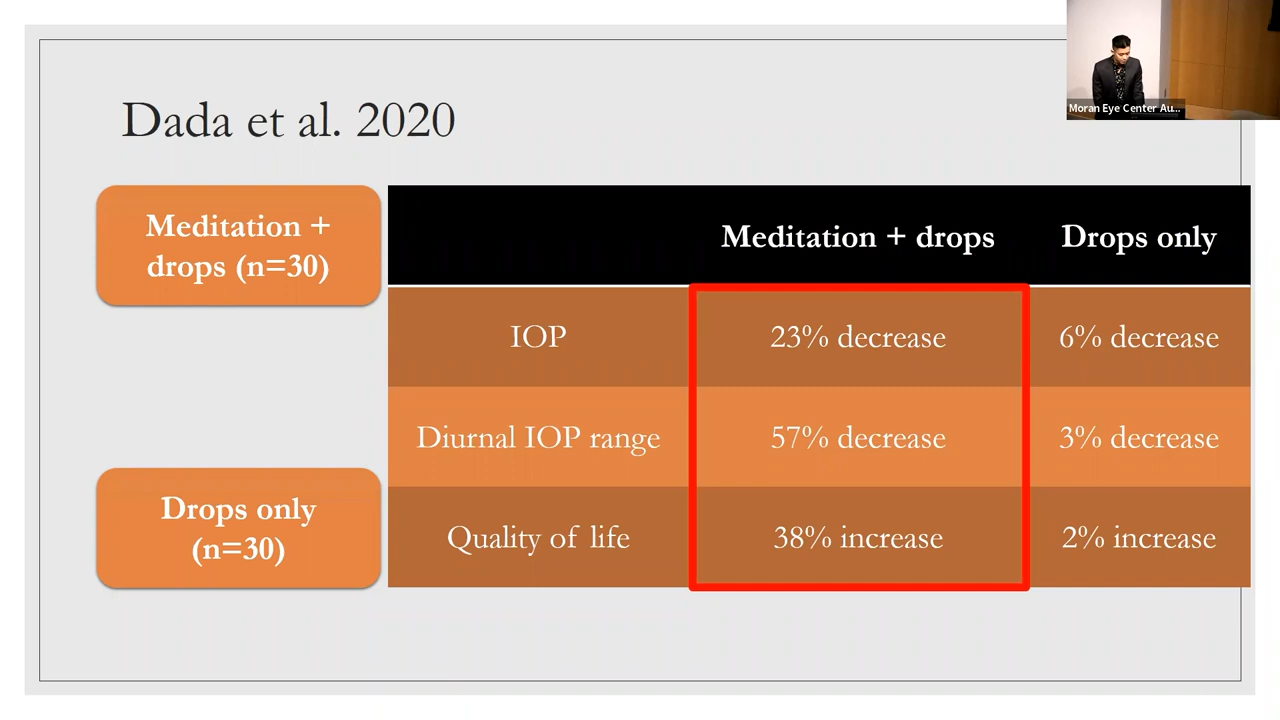 Moran Eye Center Au...
Dada et al. 2020
Meditation +
drops (n=30)
Drops only
(n=30)
Meditation + drops Drops only
IOP 23% decrease 6% decrease
Diurnal IOP range 57% decrease 3% decrease
Quality of life 38% increase 2% increase